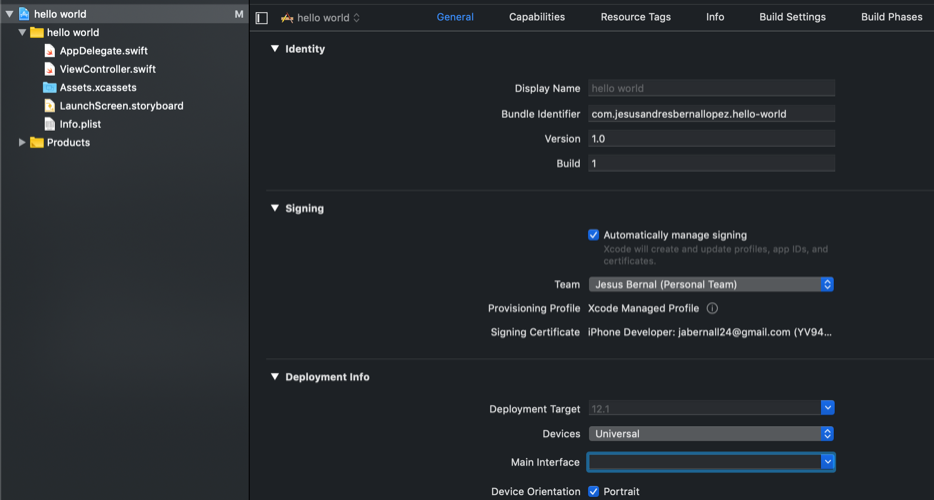 hello world M
hello world
AppDelegate.swift
ViewController.swift
Assets.xcassets
LaunchScreen.storyboard
Info.plist
Products
hello world
General Capabilities Resource Tags Info Build Settings Build Phases
Identity
Display Name hello world
Bundle Identifier com.jesusandresbernallopez.hello-world
Version 1.0
Build 1
Signing
Automatically manage signing
Xcode will create and update profiles, app IDs, and
certificates.
Team Jesus Bernal (Personal Team)
Provisioning Profile Xcode Managed Profile
Signing Certificate iPhone Developer: jabernall24@gmail.com (YV94...
Deployment Info
Deployment Target 12.1
Devices Universal
Main Interface
Device Orientation Portrait